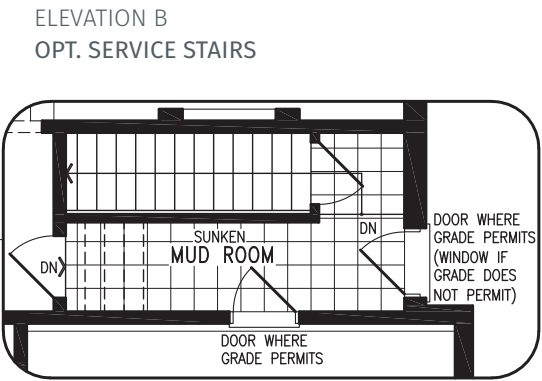 ELEVATION B
OPT. SERVICE STAIRS
SUNKEN
MUD ROOM
DN
DN
DOOR WHERE
GRADE PERMITS
(WINDOW IF
GRADE DOES
NOT PERMIT)
DOOR WHERE
GRADE PERMITS